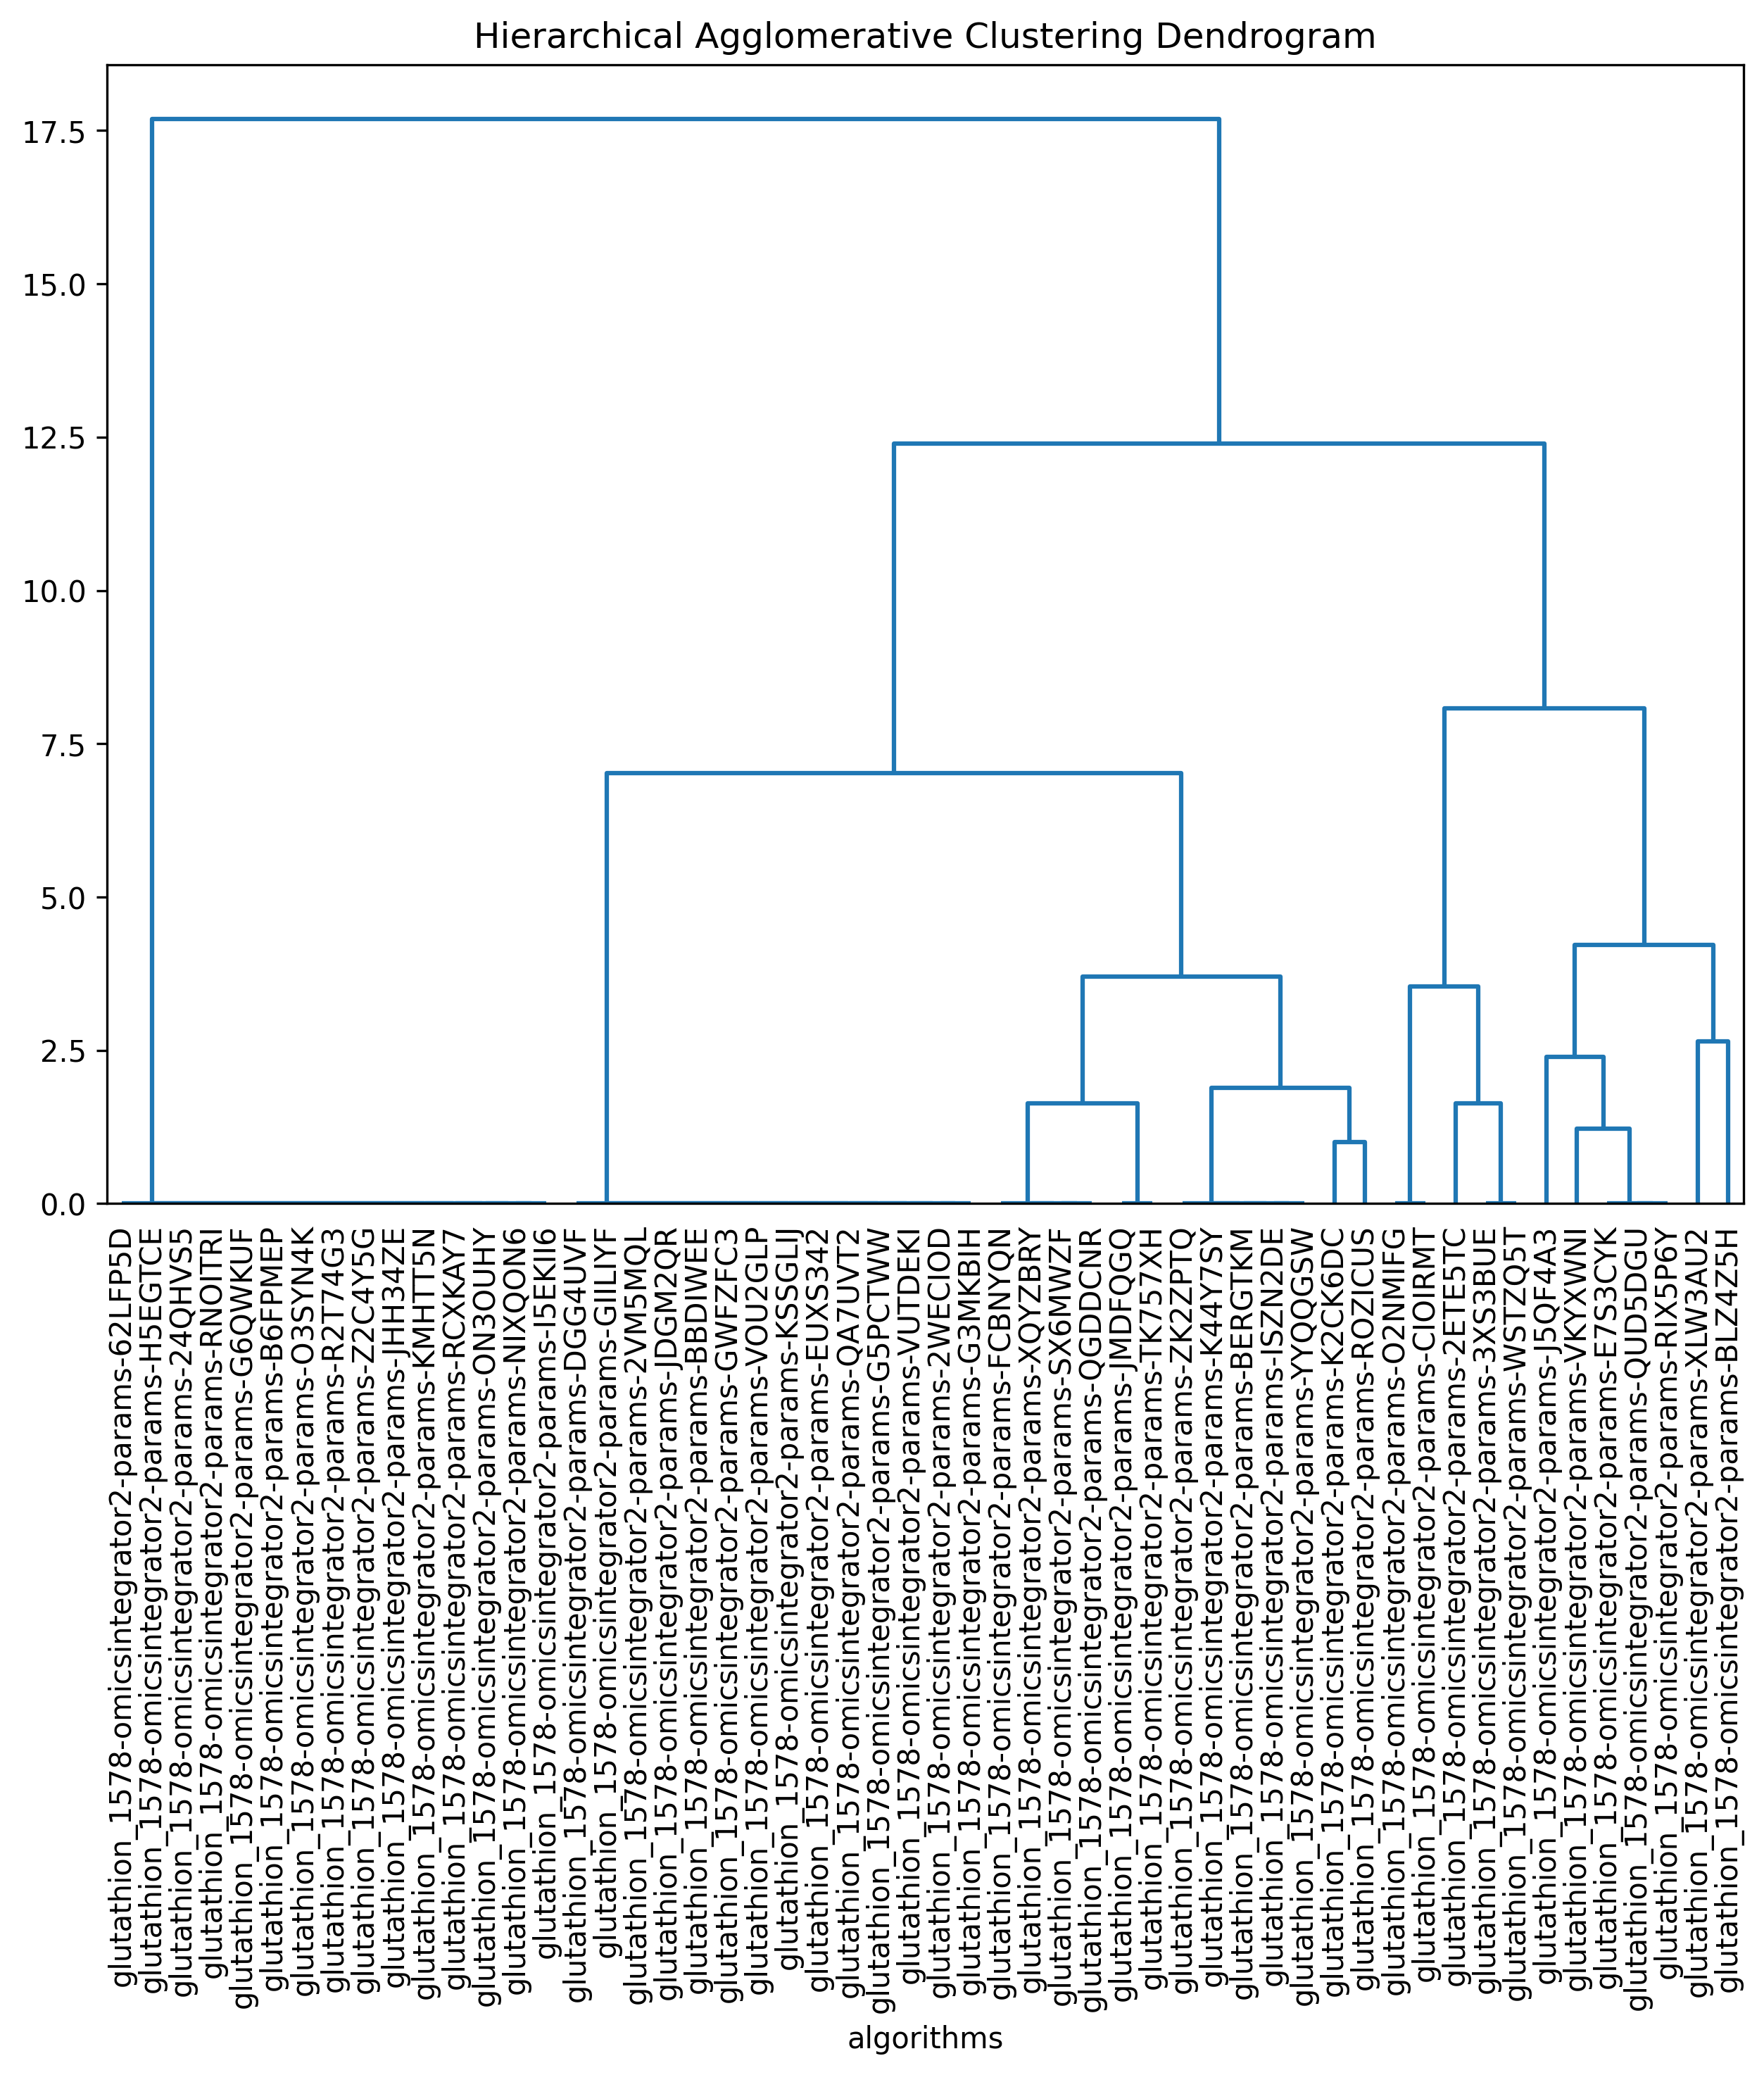 Hierarchical Agglomerative Clustering Dendrogram
17.5
15.0
12.5
10.0
7.5
5.0
2.5
0.0
glutathion_1578-omicsintegrator2-params-62LFP5D
glutathion_1578-omicsintegrator2-params-H5EGTCE
glutathion_1578-omicsintegrator2-params-24QHVS5
glutathion_1578-omicsintegrator2-params-RNOITRI
glutathion_1578-omicsintegrator2-params-G6QWKUF
glutathion_1578-omicsintegrator2-params-B6FPMEP
glutathion_1578-omicsintegrator2-params-O3SYN4K
glutathion_1578-omicsintegrator2-params-R2T74G3
glutathion_1578-omicsintegrator2-params-Z2C4Y5G
glutathion_1578-omicsintegrator2-params-JHH34ZE
glutathion_1578-omicsintegrator2-params-KMHTT5N
glutathion_1578-omicsintegrator2-params-RCXKAY7
glutathion_1578-omicsintegrator2-params-ON3OUHY
glutathion_1578-omicsintegrator2-params-NIXQON6
glutathion_1578-omicsintegrator2-params-I5EKII6
glutathion_1578-omicsintegrator2-params-DGG4UVF
glutathion_1578-omicsintegrator2-params-GIILIYF
glutathion_1578-omicsintegrator2-params-2VM5MQL
glutathion_1578-omicsintegrator2-params-JDGM2QR
glutathion_1578-omicsintegrator2-params-BBDIWEE
glutathion_1578-omicsintegrator2-params-GWFZFC3
glutathion_1578-omicsintegrator2-params-VOU2GLP
glutathion_1578-omicsintegrator2-params-KSSGLIJ
glutathion_1578-omicsintegrator2-params-EUXS342
glutathion_1578-omicsintegrator2-params-QA7UVT2
glutathion_1578-omicsintegrator2-params-G5PCTWW
glutathion_1578-omicsintegrator2-params-VUTDEKI
glutathion_1578-omicsintegrator2-params-2WECIOD
glutathion_1578-omicsintegrator2-params-G3MKBIH
glutathion_1578-omicsintegrator2-params-FCBNYQN
glutathion_1578-omicsintegrator2-params-XQYZBRY
glutathion_1578-omicsintegrator2-params-SX6MWZF
glutathion_1578-omicsintegrator2-params-QGDDCNR
glutathion_1578-omicsintegrator2-params-JMDFQGQ
glutathion_1578-omicsintegrator2-params-TK757XH
glutathion_1578-omicsintegrator2-params-ZK2ZPTQ
glutathion_1578-omicsintegrator2-params-K44Y7SY
glutathion_1578-omicsintegrator2-params-BERGTKM
glutathion_1578-omicsintegrator2-params-ISZN2DE
glutathion_1578-omicsintegrator2-params-YYQQGSW
glutathion_1578-omicsintegrator2-params-K2CK6DC
glutathion_1578-omicsintegrator2-params-ROZICUS
glutathion_1578-omicsintegrator2-params-O2NMIFG
glutathion_1578-omicsintegrator2-params-CIOIRMT
glutathion_1578-omicsintegrator2-params-2ETE5TC
glutathion_1578-omicsintegrator2-params-3XS3BUE
glutathion_1578-omicsintegrator2-params-WSTZQ5T
glutathion_1578-omicsintegrator2-params-J5QF4A3
glutathion_1578-omicsintegrator2-params-VKYXWNI
glutathion_1578-omicsintegrator2-params-E7S3CYK
glutathion_1578-omicsintegrator2-params-QUD5DGU
glutathion_1578-omicsintegrator2-params-RIX5P6Y
glutathion_1578-omicsintegrator2-params-XLW3AU2
glutathion_1578-omicsintegrator2-params-BLZ4Z5H
algorithms